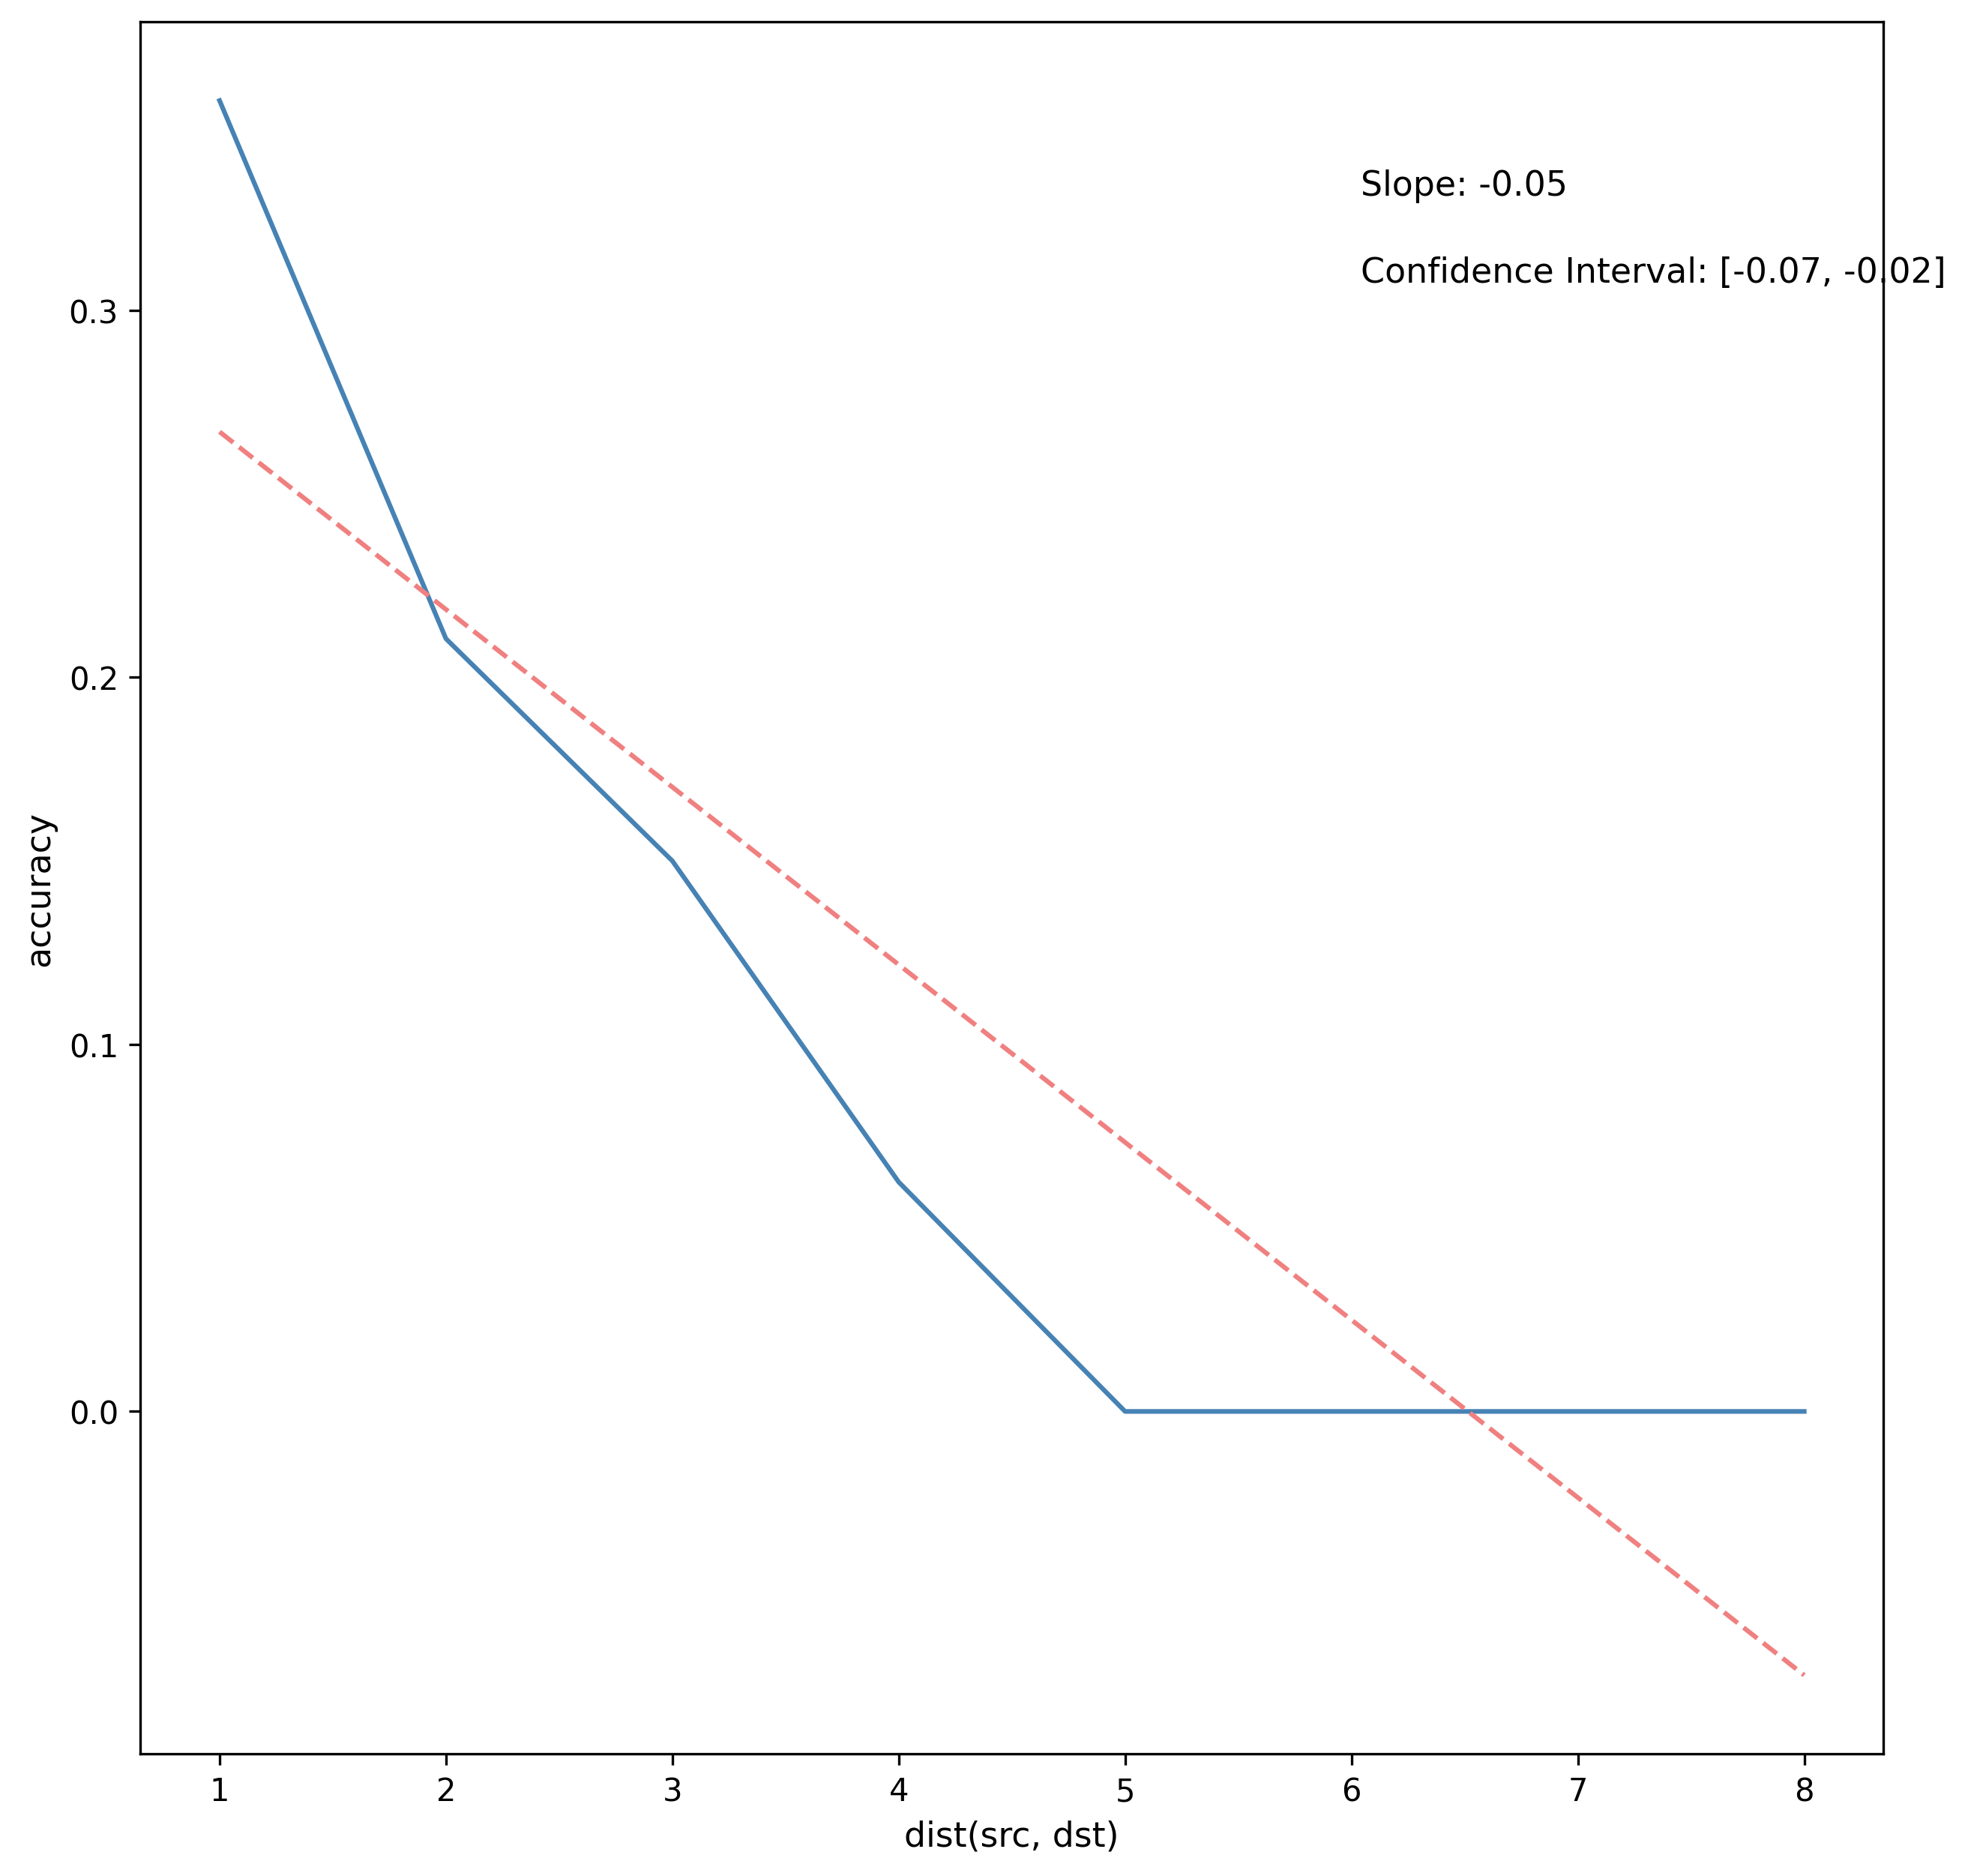 Slope: -0.05
Confidence Interval: [-0.07, -0.02]
0.3
0.2
0.1
0.0
accuracy
1 2 3 4 5 6 7 8
dist(src, dst)